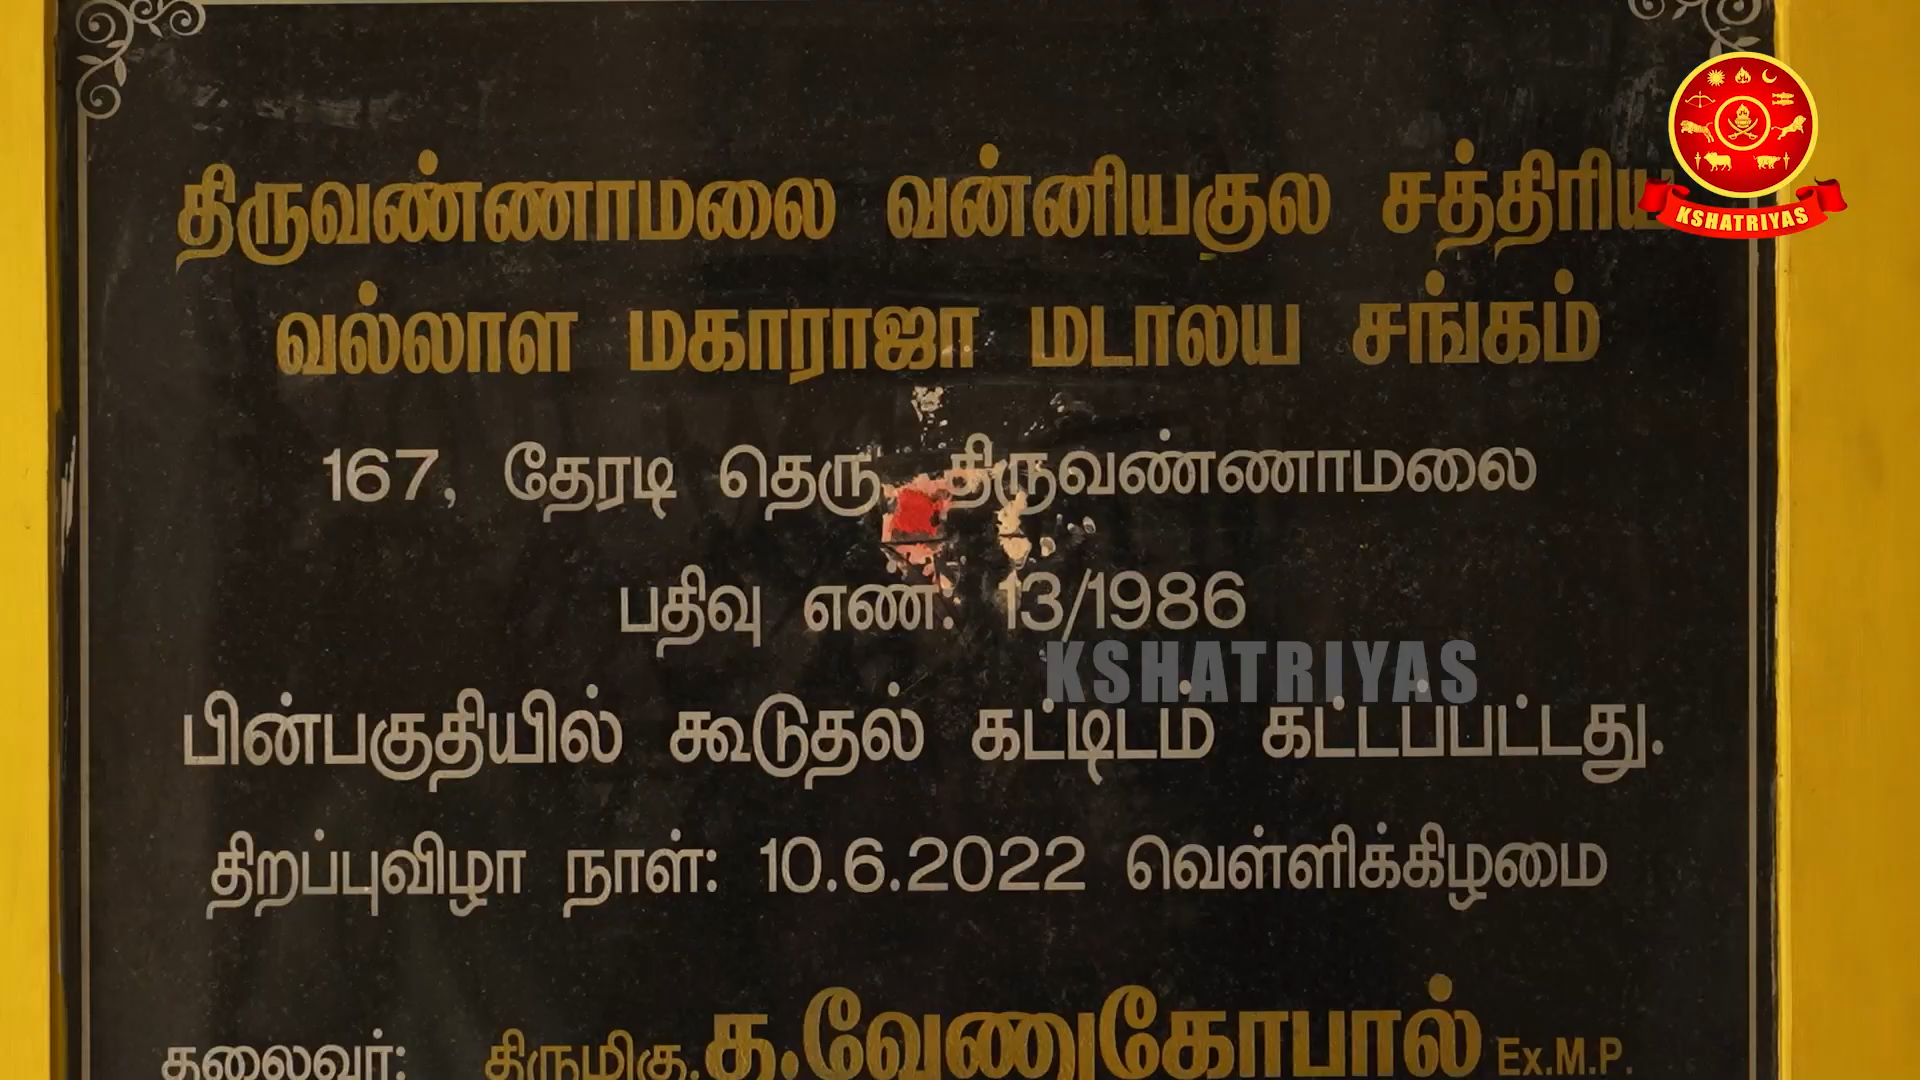 திருவண்ணாமலை வன்னியகுல சத்திரிய
வல்லாள மகாராஜா மடாலய சங்கம்
167, தேரடி தெரு, திருவண்ணாமலை
பதிவு எண்: 13/1986
பின்பகுதியில் கூடுதல் கட்டிடம் கட்டப்பட்டது.
திறப்புவிழா நாள்: 10.6.2022 வெள்ளிக்கிழமை
தலைவர்: திருமிகு.த.வேணுகோபால் Ex.M.P.
KSHATRIYAS
KSHATRIYAS